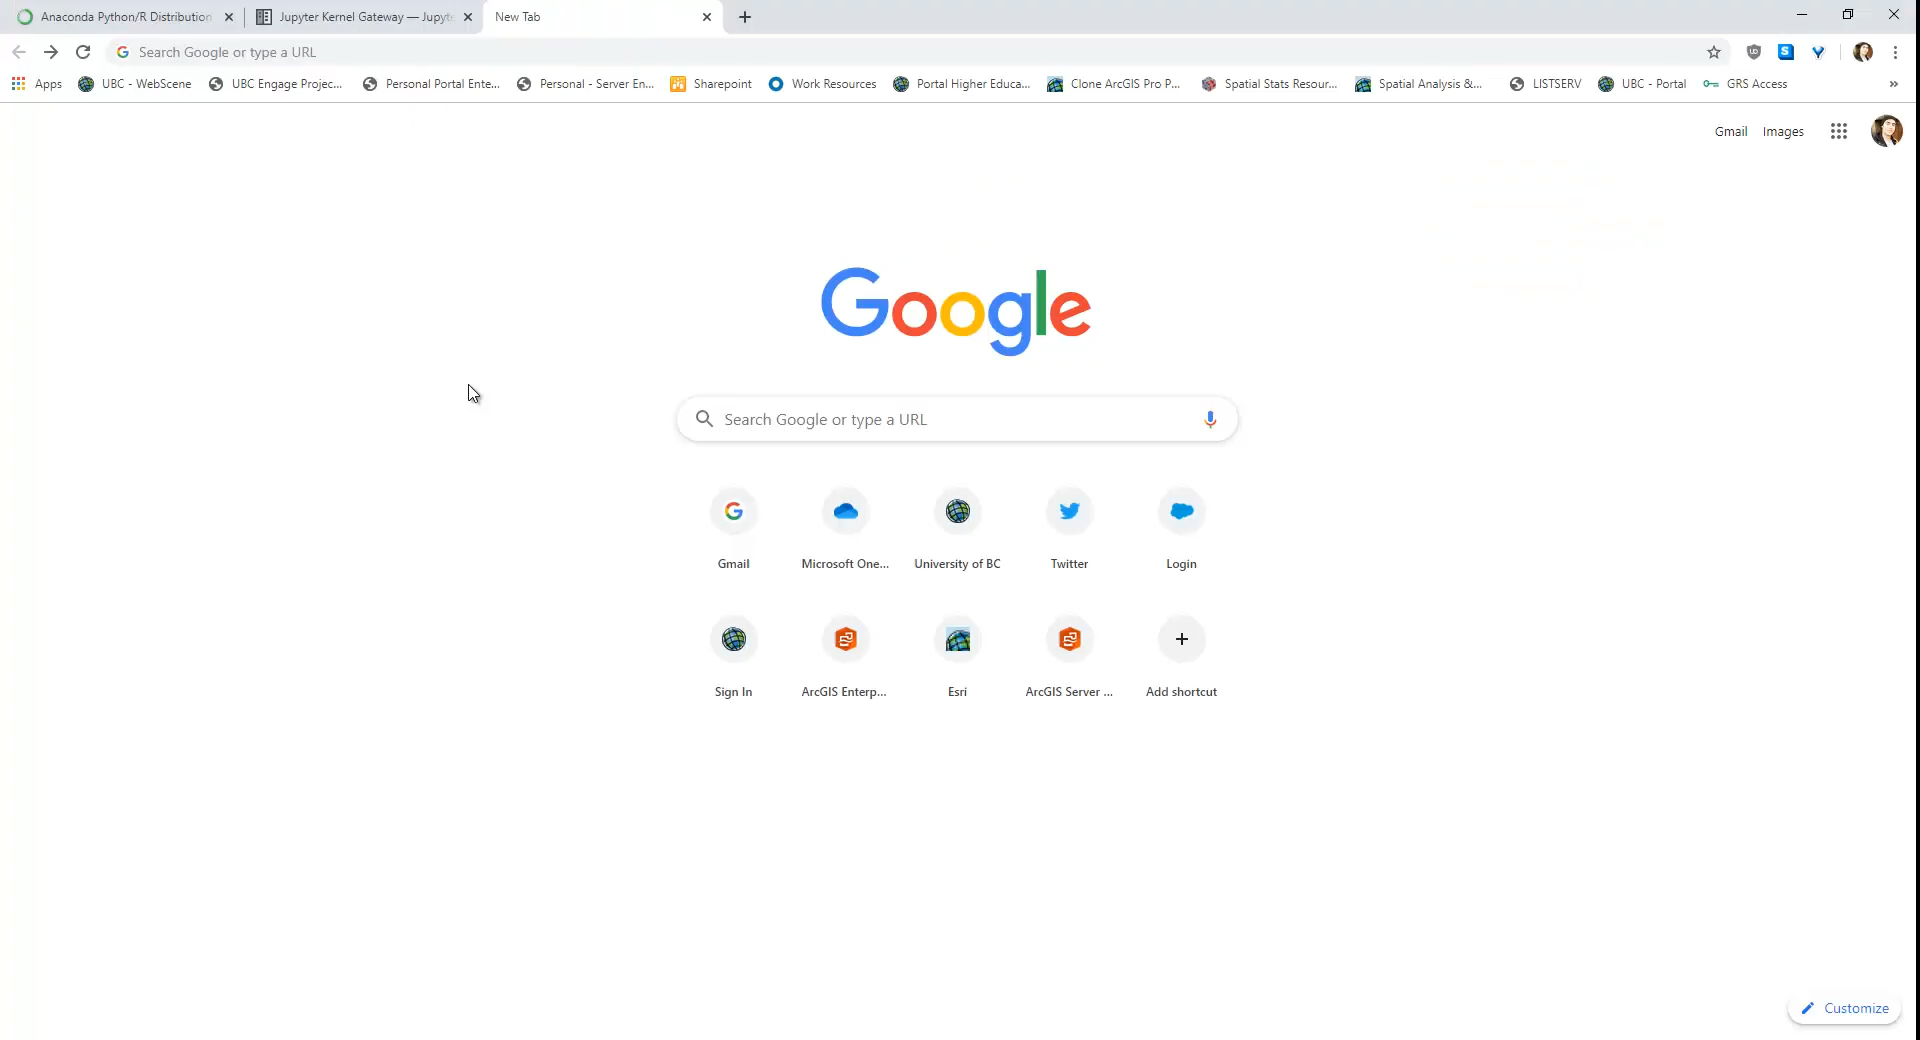 Anaconda Python/R Distribution
Jupyter Kernel Gateway — Jupyte
New Tab
Search Google or type a URL
Apps
UBC - WebScene
UBC Engage Projec...
Personal Portal Ente...
Personal - Server En...
Sharepoint
Work Resources
Portal Higher Educa...
Clone ArcGIS Pro P...
Spatial Stats Resour...
Spatial Analysis &...
LISTSERV
UBC - Portal
GRS Access
Gmail
Images
Google
Search Google or type a URL
Gmail
Microsoft One...
University of BC
Twitter
Login
Sign In
ArcGIS Enterp...
Esri
ArcGIS Server ...
Add shortcut
Customize